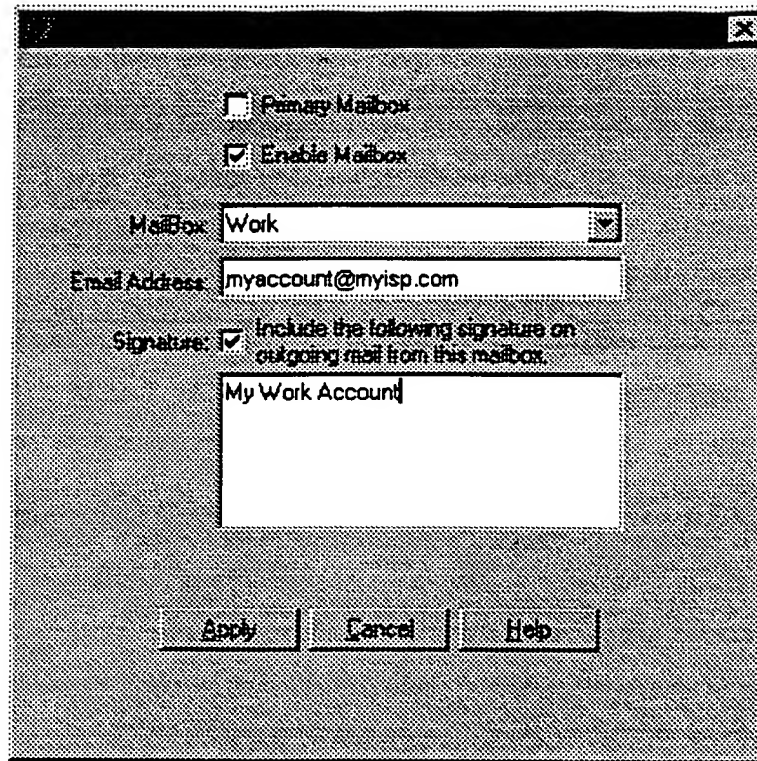 Primary Mailbox
Enable Mailbox
MailBox: Work
Email Address: myaccount@myisp.com
Signature: Include the following signature on
outgoing mail from this mailbox.
My Work Account
Apply Cancel Help